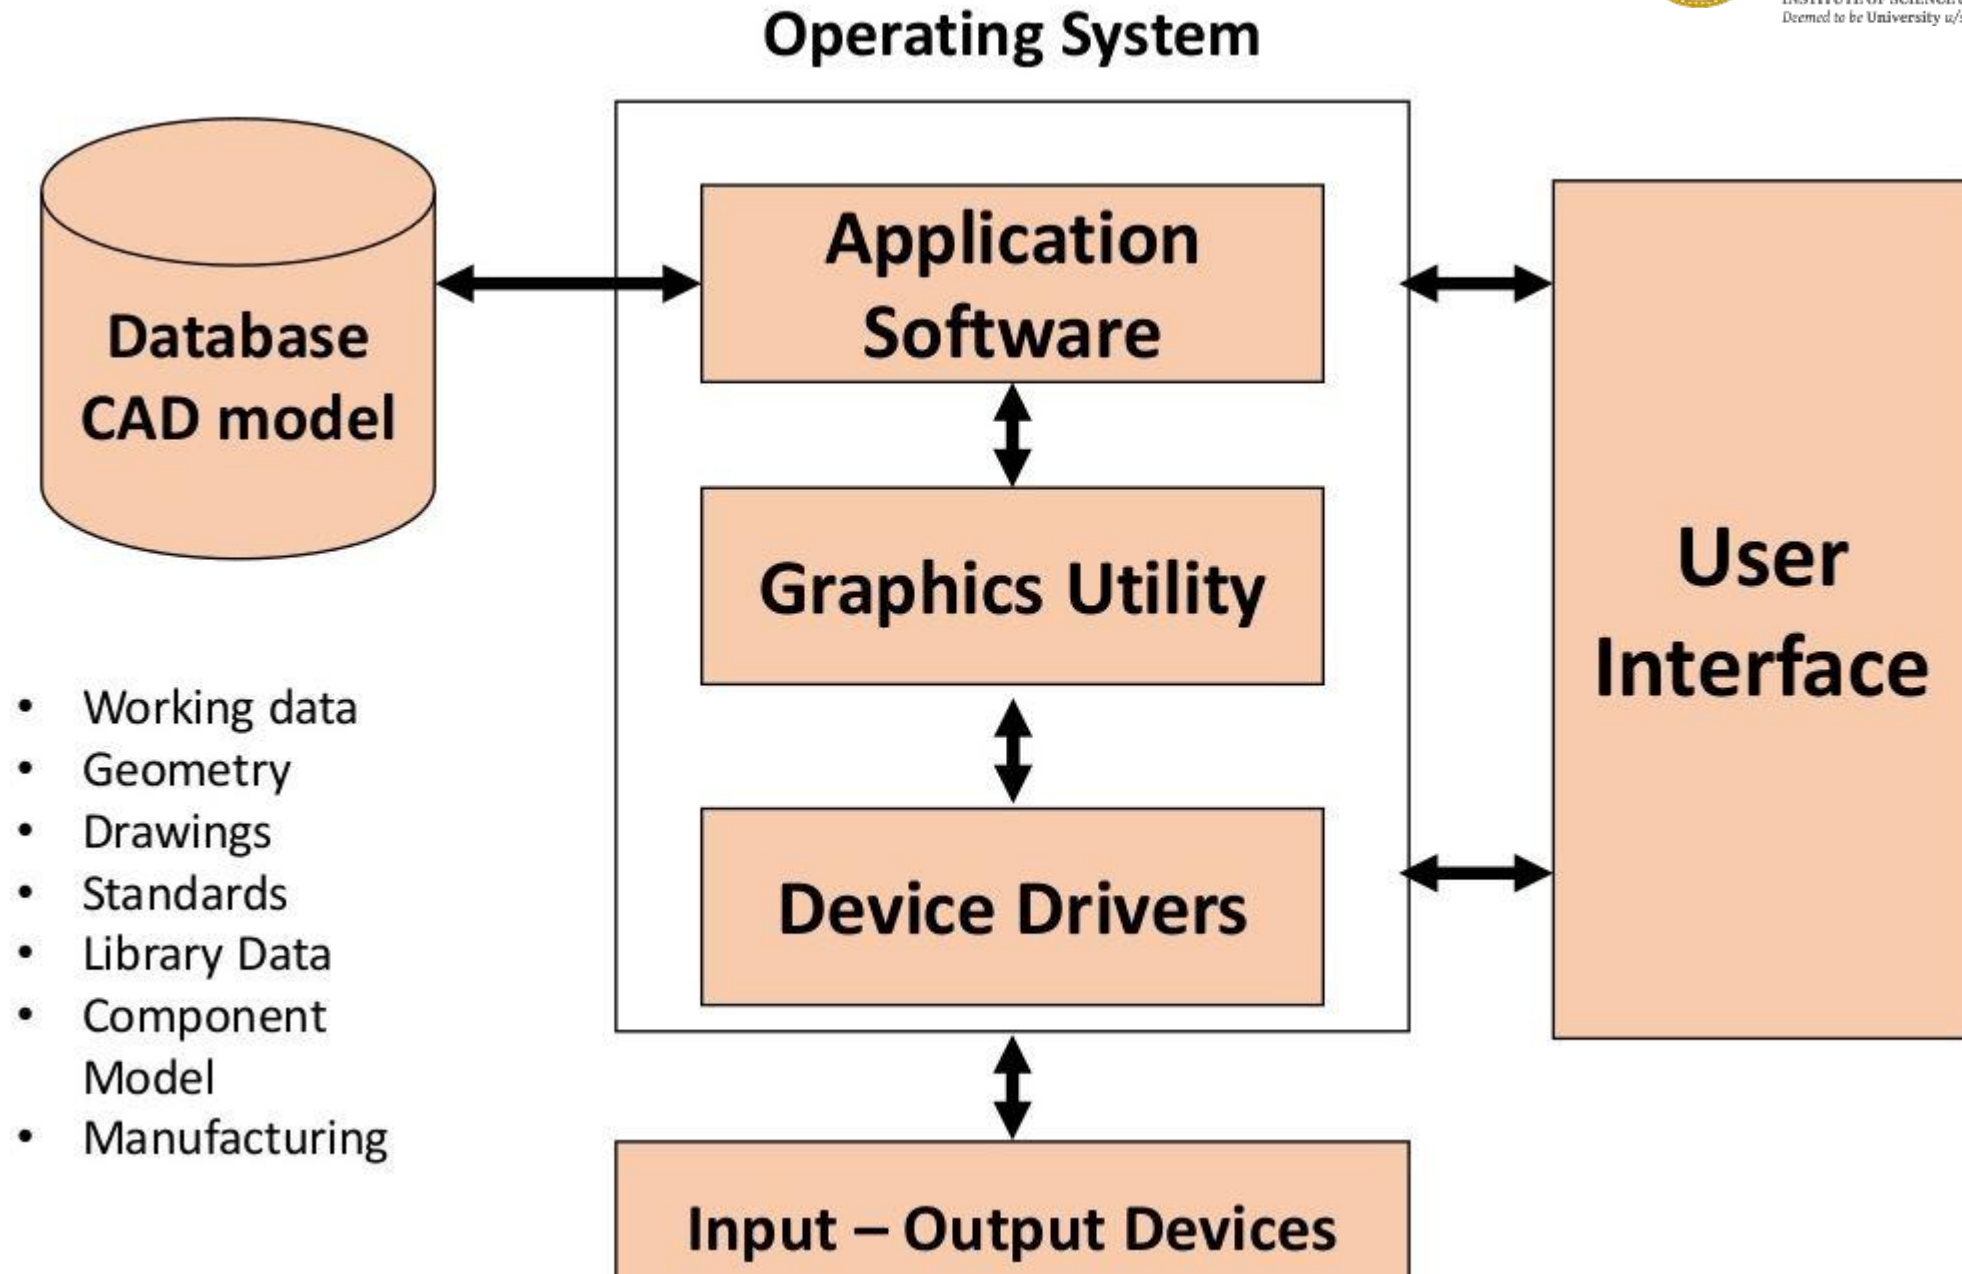 Deemed to be University u/
Operating System
Application
Software
Database
CAD model
Graphics Utility
User
Interface
Device Drivers
• Working data
• Geometry
• Drawings
• Standards
• Library Data
• Component
Model
• Manufacturing
Input – Output Devices